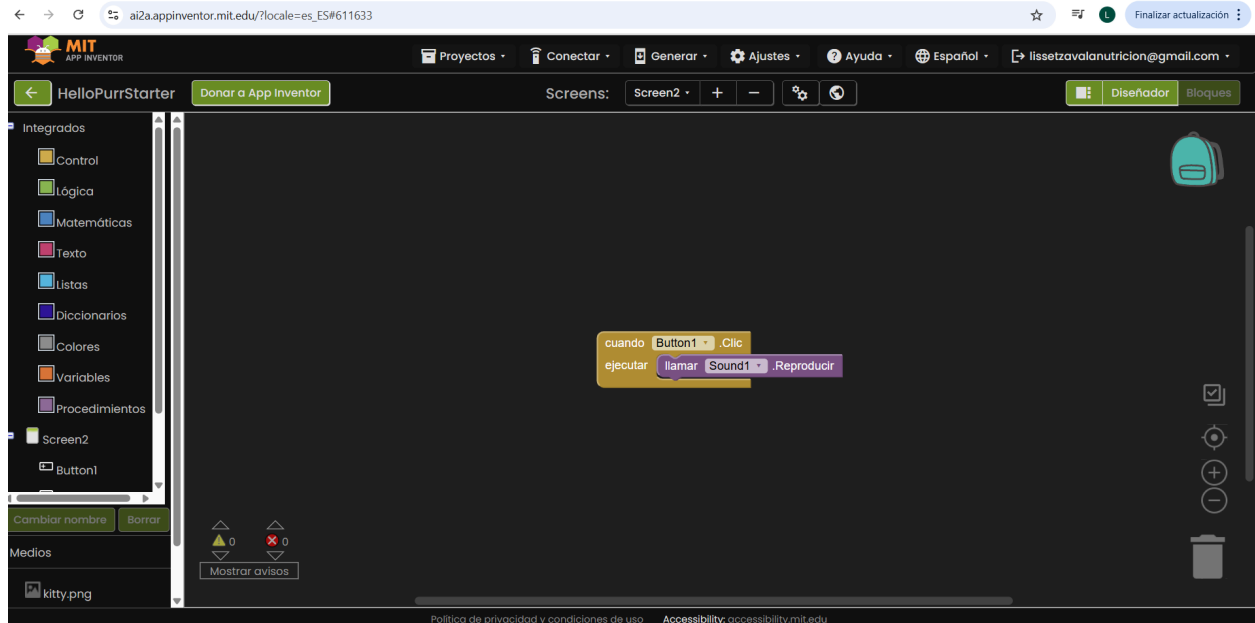 ai2a.appinventor.mit.edu/?locale=es_ES#611633
L
Finalizar actualización
MIT
APP INVENTOR
Proyectos
Conectar
Generar
Ajustes
Ayuda
Español
lissetzavalanutricion@gmail.com
HelloPurrStarter
Donar a App Inventor
Screens:
Screen2
Diseñador
Bloques
Integrados
Control
Lógica
Matemáticas
Texto
Listas
Diccionarios
Colores
Variables
Procedimientos
Screen2
Button1
cuando Button1 .Clic
ejecutar llamar Sound1 .Reproducir
Cambiar nombre
Borrar
Medios
kitty.png
0
0
Mostrar avisos
Política de privacidad y condiciones de uso
Accessibility: accessibility.mit.edu